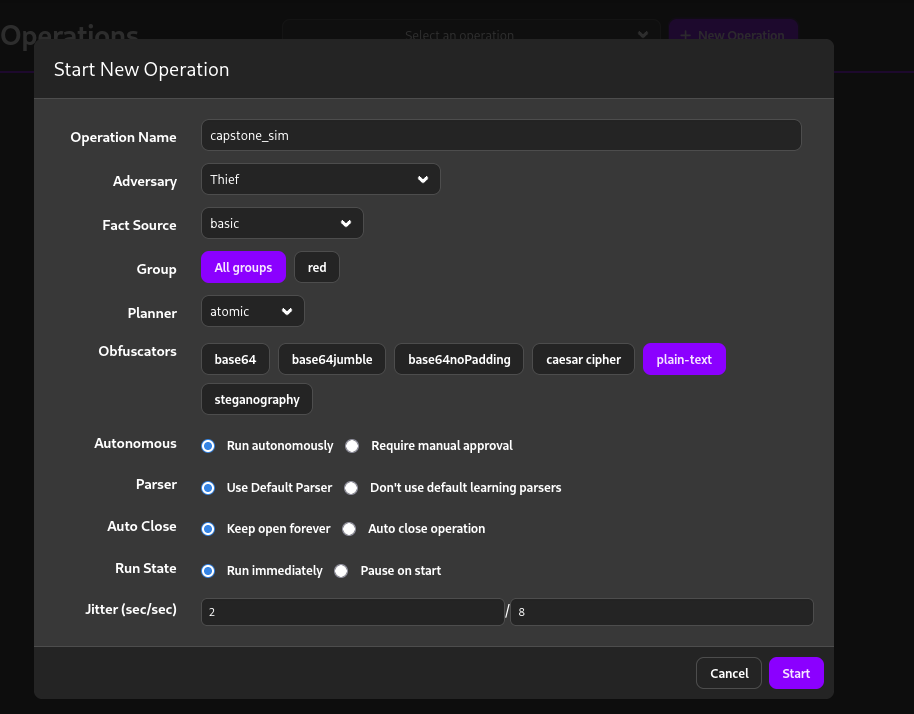 Operations
Select an operation
+ New Operation
Start New Operation
Operation Name capstone_sim
Adversary Thief
Fact Source basic
Group All groups red
Planner atomic
Obfuscators base64 base64jumble base64noPadding caesar cipher plain-text
steganography
Autonomous Run autonomously Require manual approval
Parser Use Default Parser Don't use default learning parsers
Auto Close Keep open forever Auto close operation
Run State Run immediately Pause on start
Jitter (sec/sec) 2 / 8
Cancel Start